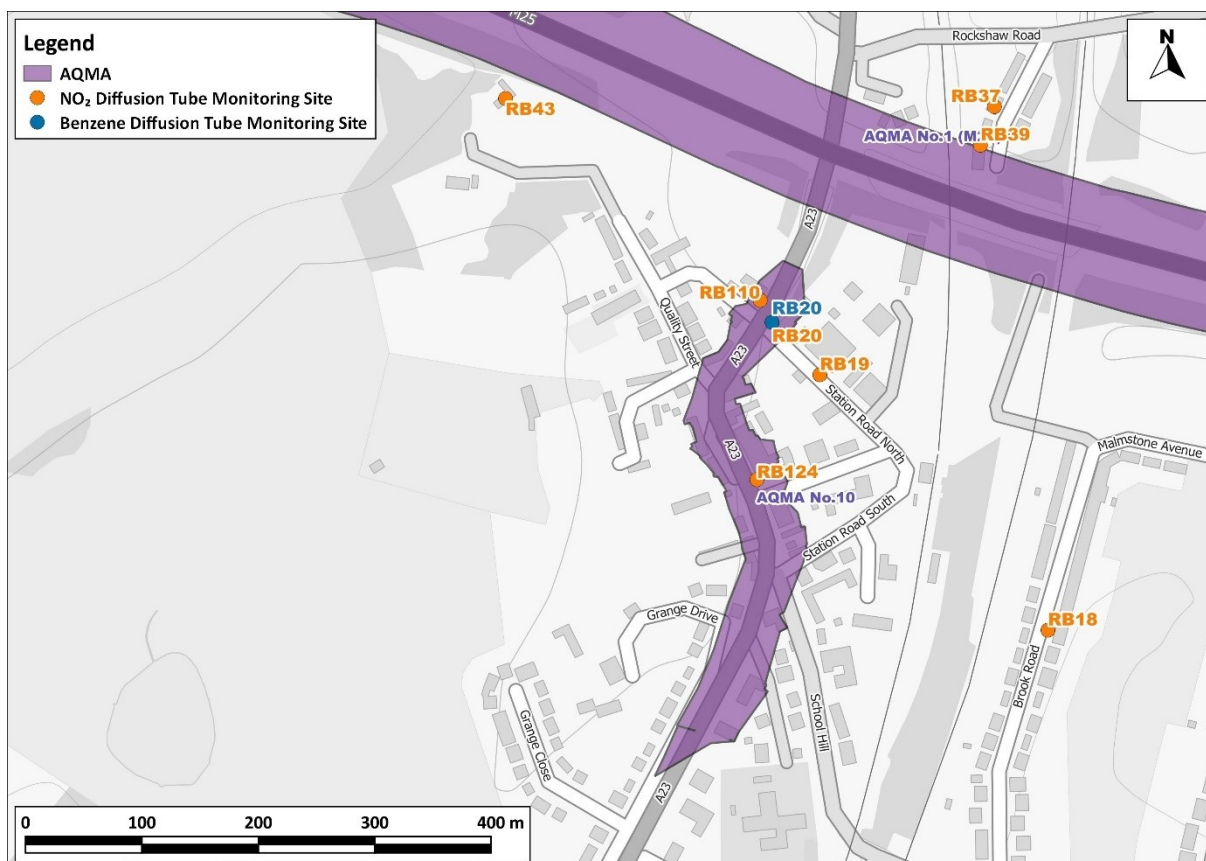 Legend
AQMA
NO₂ Diffusion Tube Monitoring Site
Benzene Diffusion Tube Monitoring Site
M25
Rockshaw Road
N
RB43
RB37
RB39
AQMA No.1
A23
RB110
RB20
RB20
RB19
Quality Street
A23
Station Road North
A23
RB124
AQMA No.10
Malmstone Avenue
Station Road South
Grange Drive
RB18
Brook Road
School Hill
Grange Close
A23
0 100 200 300 400 m